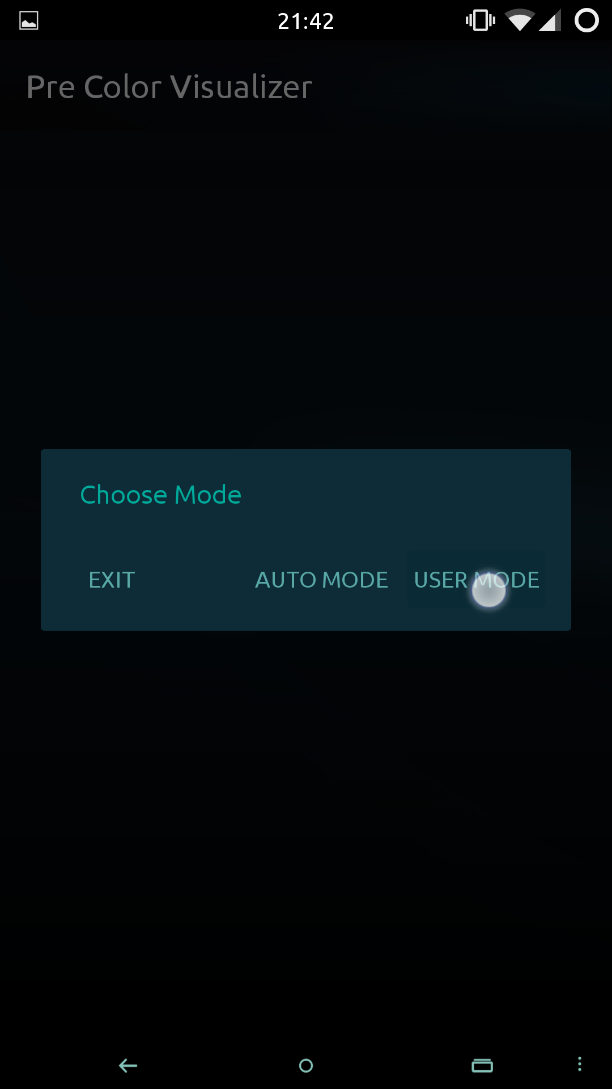 21:42
Pre Color Visualizer
Choose Mode
EXIT AUTO MODE USER MODE